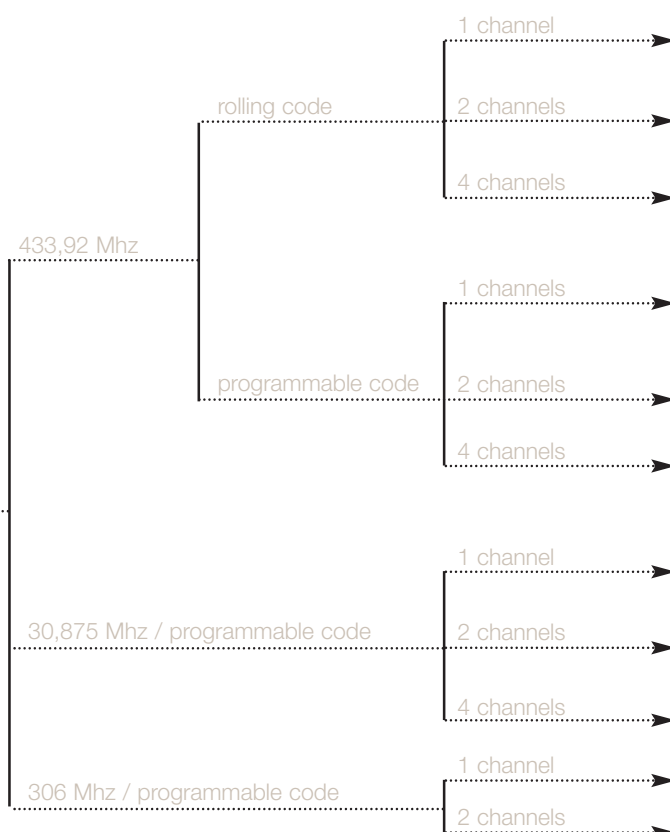 1 channel
rolling code
2 channels
4 channels
433,92 Mhz
1 channels
programmable code
2 channels
4 channels
1 channel
30,875 Mhz / programmable code
2 channels
4 channels
1 channel
306 Mhz / programmable code
2 channels